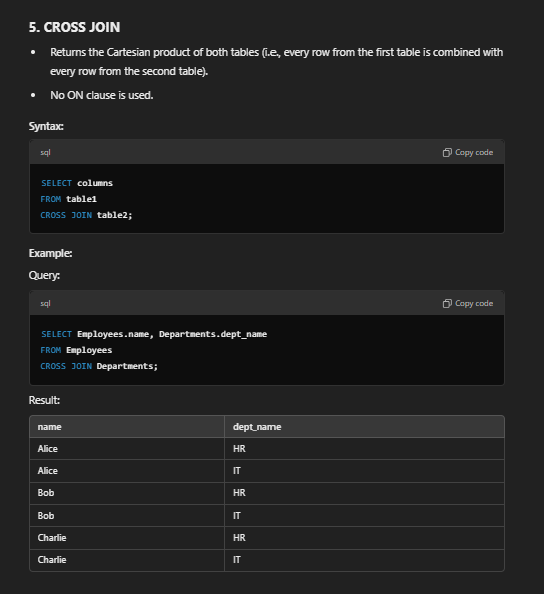 5. CROSS JOIN
• Returns the Cartesian product of both tables (i.e., every row from the first table is combined with
every row from the second table).
• No ON clause is used.
Syntax:
sql Copy code
SELECT columns
FROM table1
CROSS JOIN table2;
Example:
Query:
sql Copy code
SELECT Employees.name, Departments.dept_name
FROM Employees
CROSS JOIN Departments;
Result:
name dept_name
Alice HR
Alice IT
Bob HR
Bob IT
Charlie HR
Charlie IT